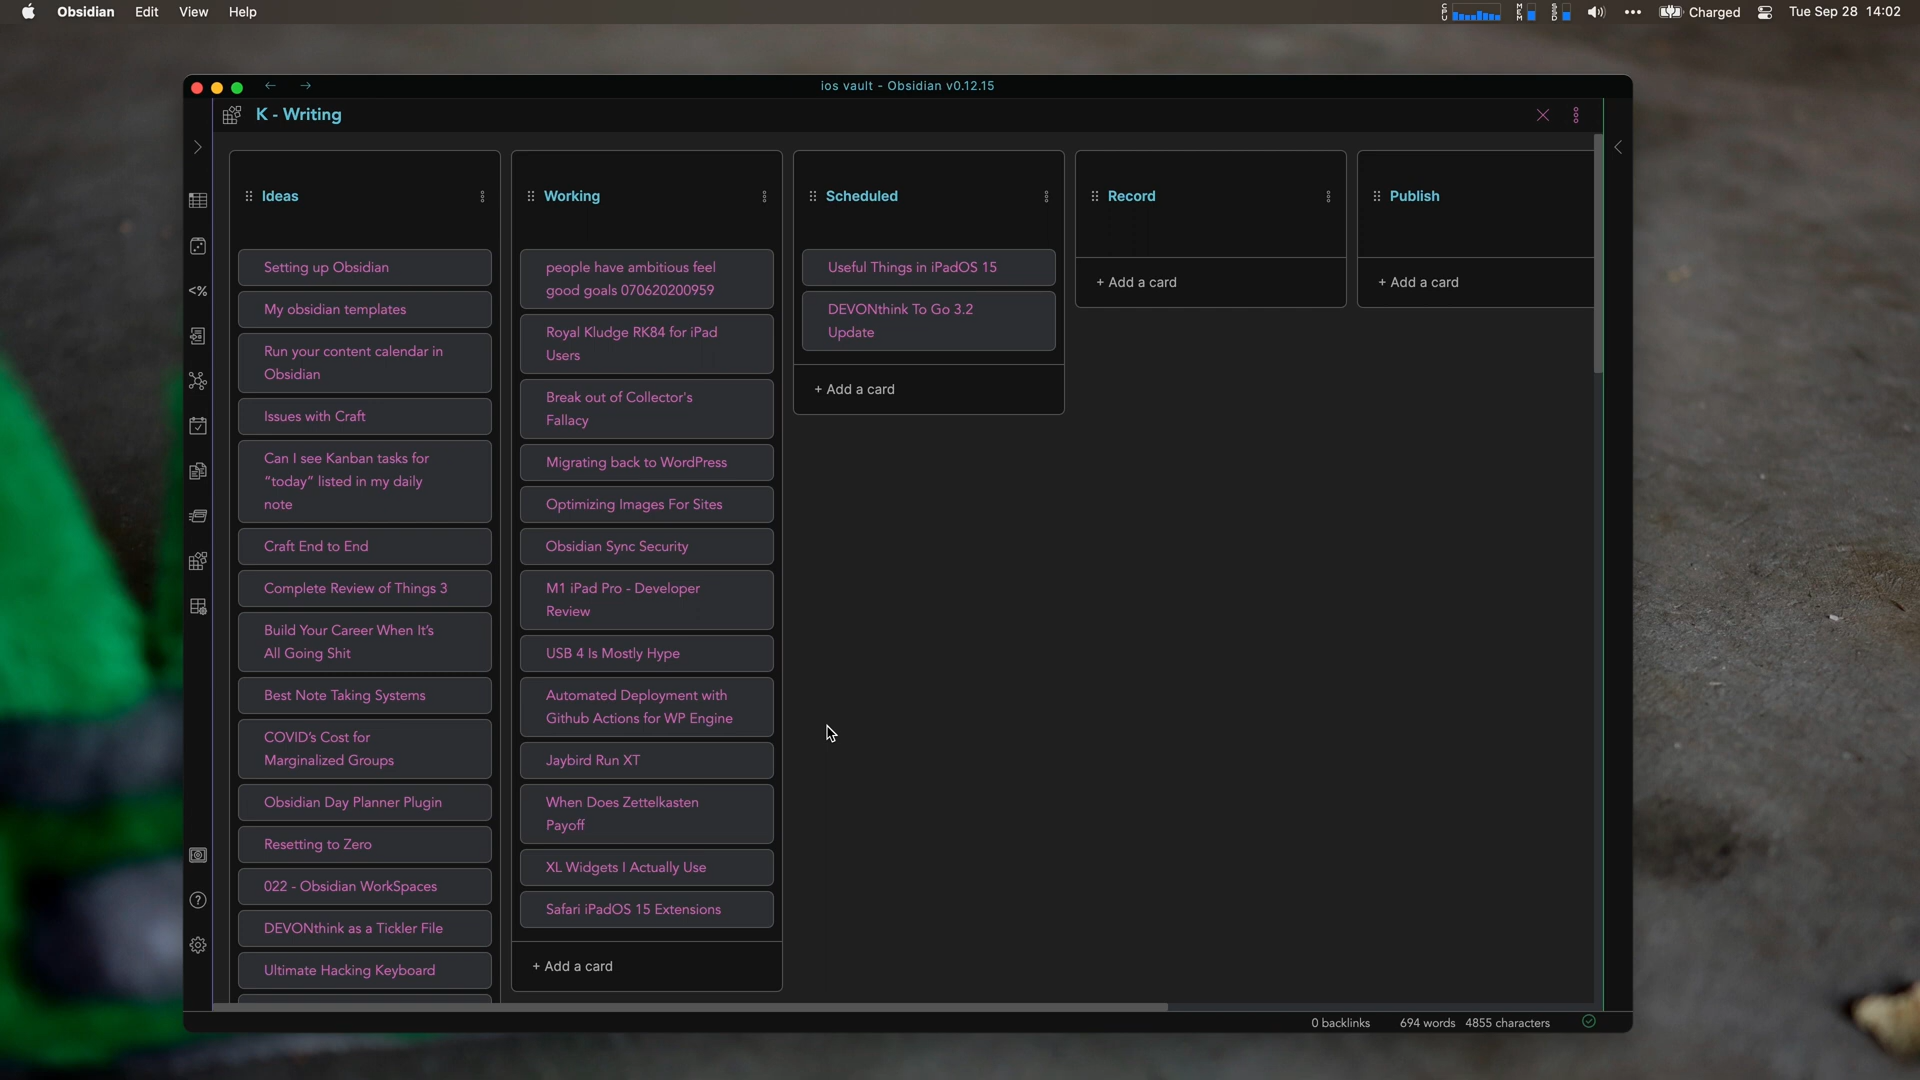 Obsidian Edit View Help
CPU MEM SSD Charged Tue Sep 28 14:02
ios vault - Obsidian v0.12.15
K - Writing
Ideas
Setting up Obsidian
My obsidian templates
Run your content calendar in
Obsidian
Issues with Craft
Can I see Kanban tasks for
“today” listed in my daily
note
Craft End to End
Complete Review of Things 3
Build Your Career When It’s
All Going Shit
Best Note Taking Systems
COVID’s Cost for
Marginalized Groups
Obsidian Day Planner Plugin
Resetting to Zero
022 - Obsidian WorkSpaces
DEVONthink as a Tickler File
Ultimate Hacking Keyboard
Working
people have ambitious feel
good goals 070620200959
Royal Kludge RK84 for iPad
Users
Break out of Collector's
Fallacy
Migrating back to WordPress
Optimizing Images For Sites
Obsidian Sync Security
M1 iPad Pro - Developer
Review
USB 4 Is Mostly Hype
Automated Deployment with
Github Actions for WP Engine
Jaybird Run XT
When Does Zettelkasten
Payoff
XL Widgets I Actually Use
Safari iPadOS 15 Extensions
+ Add a card
Scheduled
Useful Things in iPadOS 15
DEVONthink To Go 3.2
Update
+ Add a card
Record
+ Add a card
Publish
+ Add a card
<%
0 backlinks 694 words 4855 characters